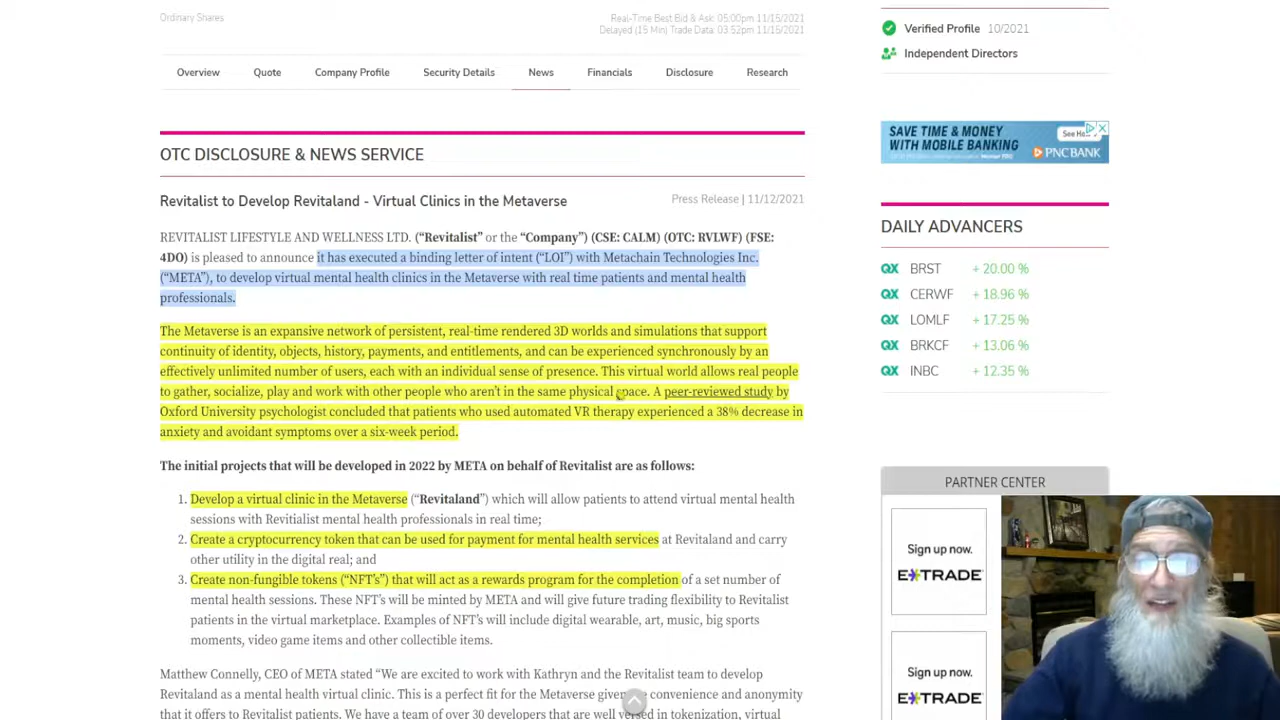 Ordinary Shares
Real-Time Best Bid & Ask: 05:00pm 11/15/2021
Delayed (15 Min) Trade Data: 03:52pm 11/15/2021
Overview Quote Company Profile Security Details News Financials Disclosure Research
OTC DISCLOSURE & NEWS SERVICE
Revitalist to Develop Revitaland - Virtual Clinics in the Metaverse
Press Release | 11/12/2021
REVITALIST LIFESTYLE AND WELLNESS LTD. (“Revitalist” or the “Company”) (CSE: CALM) (OTC: RVLWF) (FSE:
4DO) is pleased to announce it has executed a binding letter of intent (“LOI”) with Metachain Technologies Inc.
(“META”), to develop virtual mental health clinics in the Metaverse with real time patients and mental health
professionals.
The Metaverse is an expansive network of persistent, real-time rendered 3D worlds and simulations that support
continuity of identity, objects, history, payments, and entitlements, and can be experienced synchronously by an
effectively unlimited number of users, each with an individual sense of presence. This virtual world allows real people
to gather, socialize, play and work with other people who aren’t in the same physical space. A peer-reviewed study by
Oxford University psychologist concluded that patients who used automated VR therapy experienced a 38% decrease in
anxiety and avoidant symptoms over a six-week period.
The initial projects that will be developed in 2022 by META on behalf of Revitalist are as follows:
1. Develop a virtual clinic in the Metaverse (“Revitaland”) which will allow patients to attend virtual mental health
sessions with Revitialist mental health professionals in real time;
2. Create a cryptocurrency token that can be used for payment for mental health services at Revitaland and carry
other utility in the digital real; and
3. Create non-fungible tokens (“NFT’s”) that will act as a rewards program for the completion of a set number of
mental health sessions. These NFT’s will be minted by META and will give future trading flexibility to Revitalist
patients in the virtual marketplace. Examples of NFT’s will include digital wearable, art, music, big sports
moments, video game items and other collectible items.
Matthew Connelly, CEO of META stated “We are excited to work with Kathryn and the Revitalist team to develop
Revitaland as a mental health virtual clinic. This is a perfect fit for the Metaverse convenience and anonymity
that it offers to Revitalist patients. We have a team of over 30 developers that are well versed in tokenization, virtual
Verified Profile 10/2021
Independent Directors
SAVE TIME & MONEY
WITH MOBILE BANKING
PNC BANK
DAILY ADVANCERS
QX BRST + 20.00 %
QX CERWF + 18.96 %
QX LOMLF + 17.25 %
QX BRKCF + 13.06 %
QX INBC + 12.35 %
PARTNER CENTER
Sign up now.
E*TRADE
Sign up now.
E*TRADE